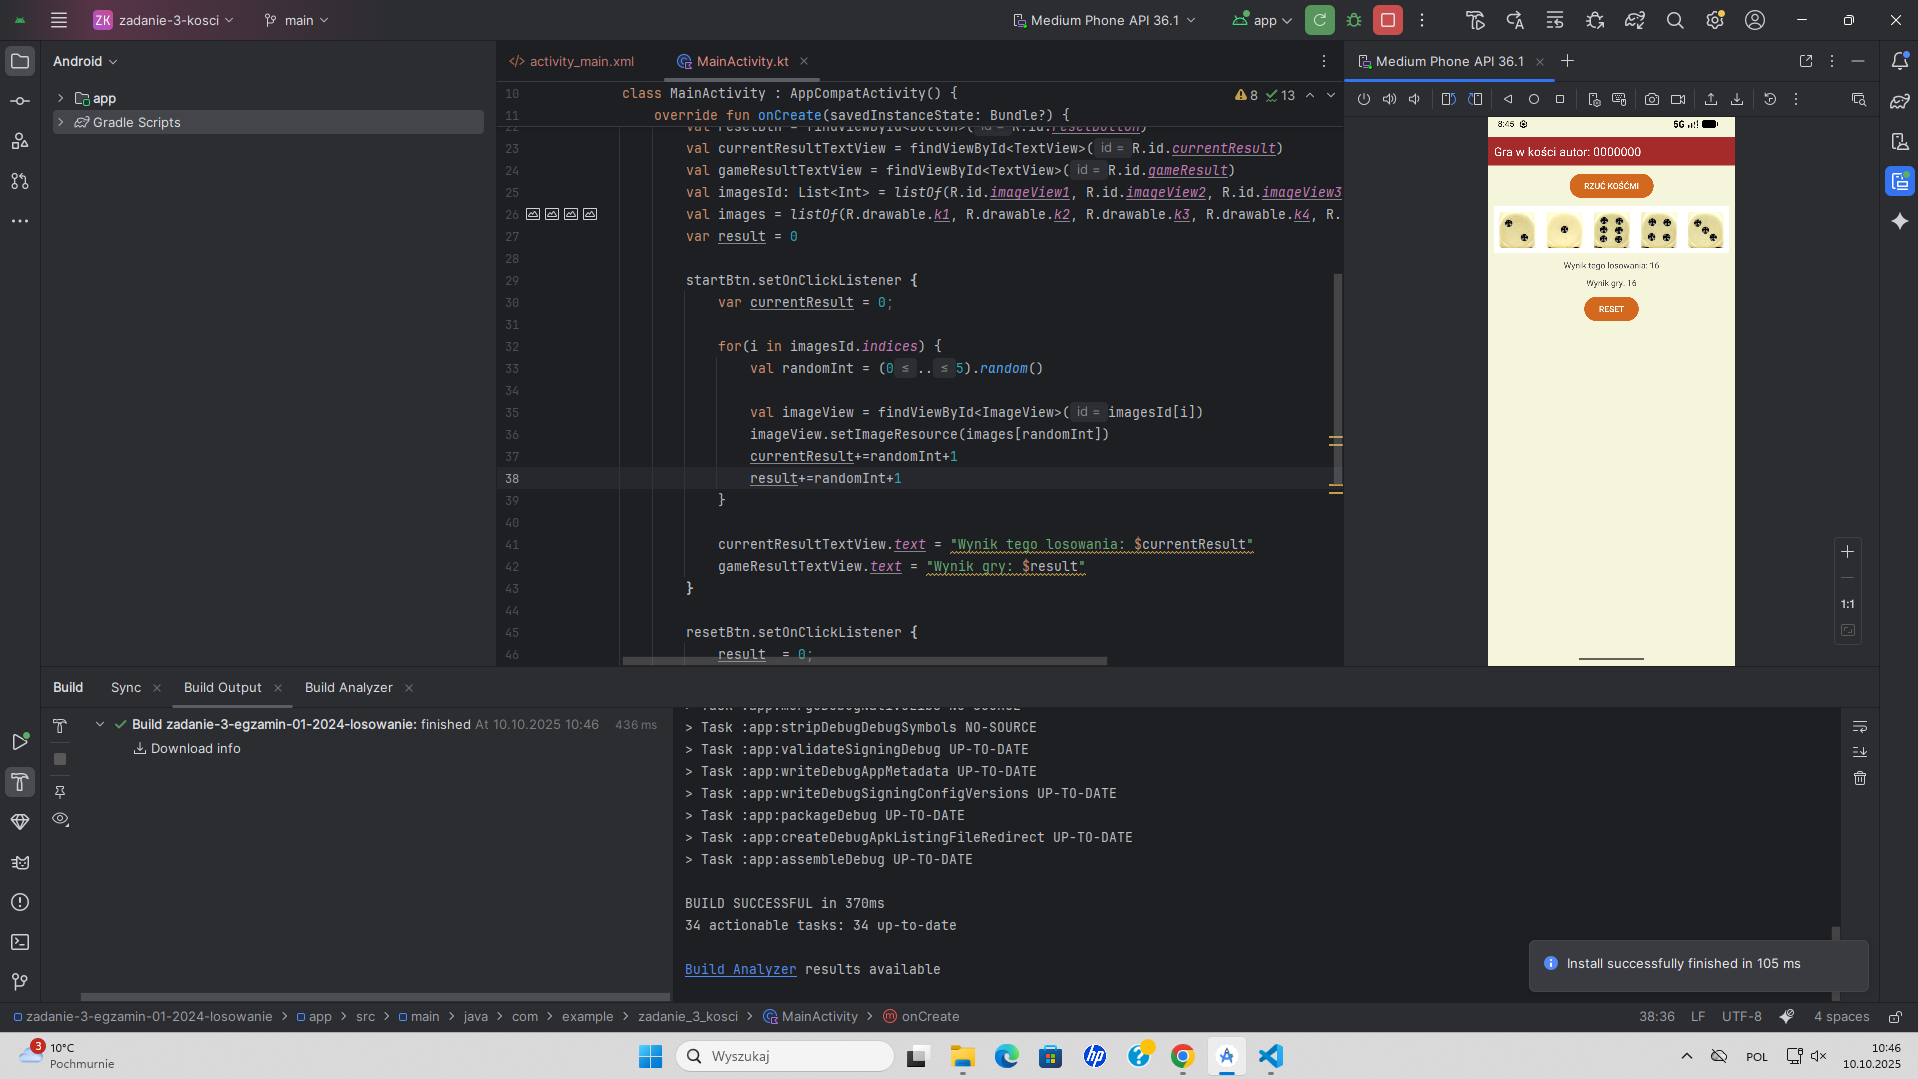 ZK zadanie-3-kosci main Medium Phone API 36.1 app
Android
app
Gradle Scripts
activity_main.xml MainActivity.kt
8 13
10 class MainActivity : AppCompatActivity() {
11 override fun onCreate(savedInstanceState: Bundle?) {
22 val resetBtn = findViewById<Button>( id = R.id.resetButton)
23 val currentResultTextView = findViewById<TextView>( id = R.id.currentResult)
24 val gameResultTextView = findViewById<TextView>( id = R.id.gameResult)
25 val imagesId: List<Int> = listOf(R.id.imageView1, R.id.imageView2, R.id.imageView3
26 val images = listOf(R.drawable.k1, R.drawable.k2, R.drawable.k3, R.drawable.k4, R.
27 var result = 0
28
29 startBtn.setOnClickListener {
30 var currentResult = 0;
31
32 for(i in imagesId.indices) {
33 val randomInt = (0 ≤ .. ≤ 5).random()
34
35 val imageView = findViewById<ImageView>( id = imagesId[i])
36 imageView.setImageResource(images[randomInt])
37 currentResult+=randomInt+1
38 result+=randomInt+1
39 }
40
41 currentResultTextView.text = "Wynik tego losowania: $currentResult"
42 gameResultTextView.text = "Wynik gry: $result"
43 }
44
45 resetBtn.setOnClickListener {
46 result = 0;
Medium Phone API 36.1
8:45 5G
Gra w kości autor: 0000000
RZUĆ KOŚĆMI
Wynik tego losowania: 16
Wynik gry: 16
RESET
1:1
Build Sync Build Output Build Analyzer
Build zadanie-3-egzamin-01-2024-losowanie: finished At 10.10.2025 10:46 436 ms
Download info
> Task :app:mergeDebugNativeLibs NO-SOURCE
> Task :app:stripDebugDebugSymbols NO-SOURCE
> Task :app:validateSigningDebug UP-TO-DATE
> Task :app:writeDebugAppMetadata UP-TO-DATE
> Task :app:writeDebugSigningConfigVersions UP-TO-DATE
> Task :app:packageDebug UP-TO-DATE
> Task :app:createDebugApkListingFileRedirect UP-TO-DATE
> Task :app:assembleDebug UP-TO-DATE
BUILD SUCCESSFUL in 370ms
34 actionable tasks: 34 up-to-date
Build Analyzer results available
Install successfully finished in 105 ms
zadanie-3-egzamin-01-2024-losowanie > app > src > main > java > com > example > zadanie_3_kosci > MainActivity > onCreate
38:36 LF UTF-8 4 spaces
3 10°C
Pochmurnie
Wyszukaj
hp
POL
10:46
10.10.2025